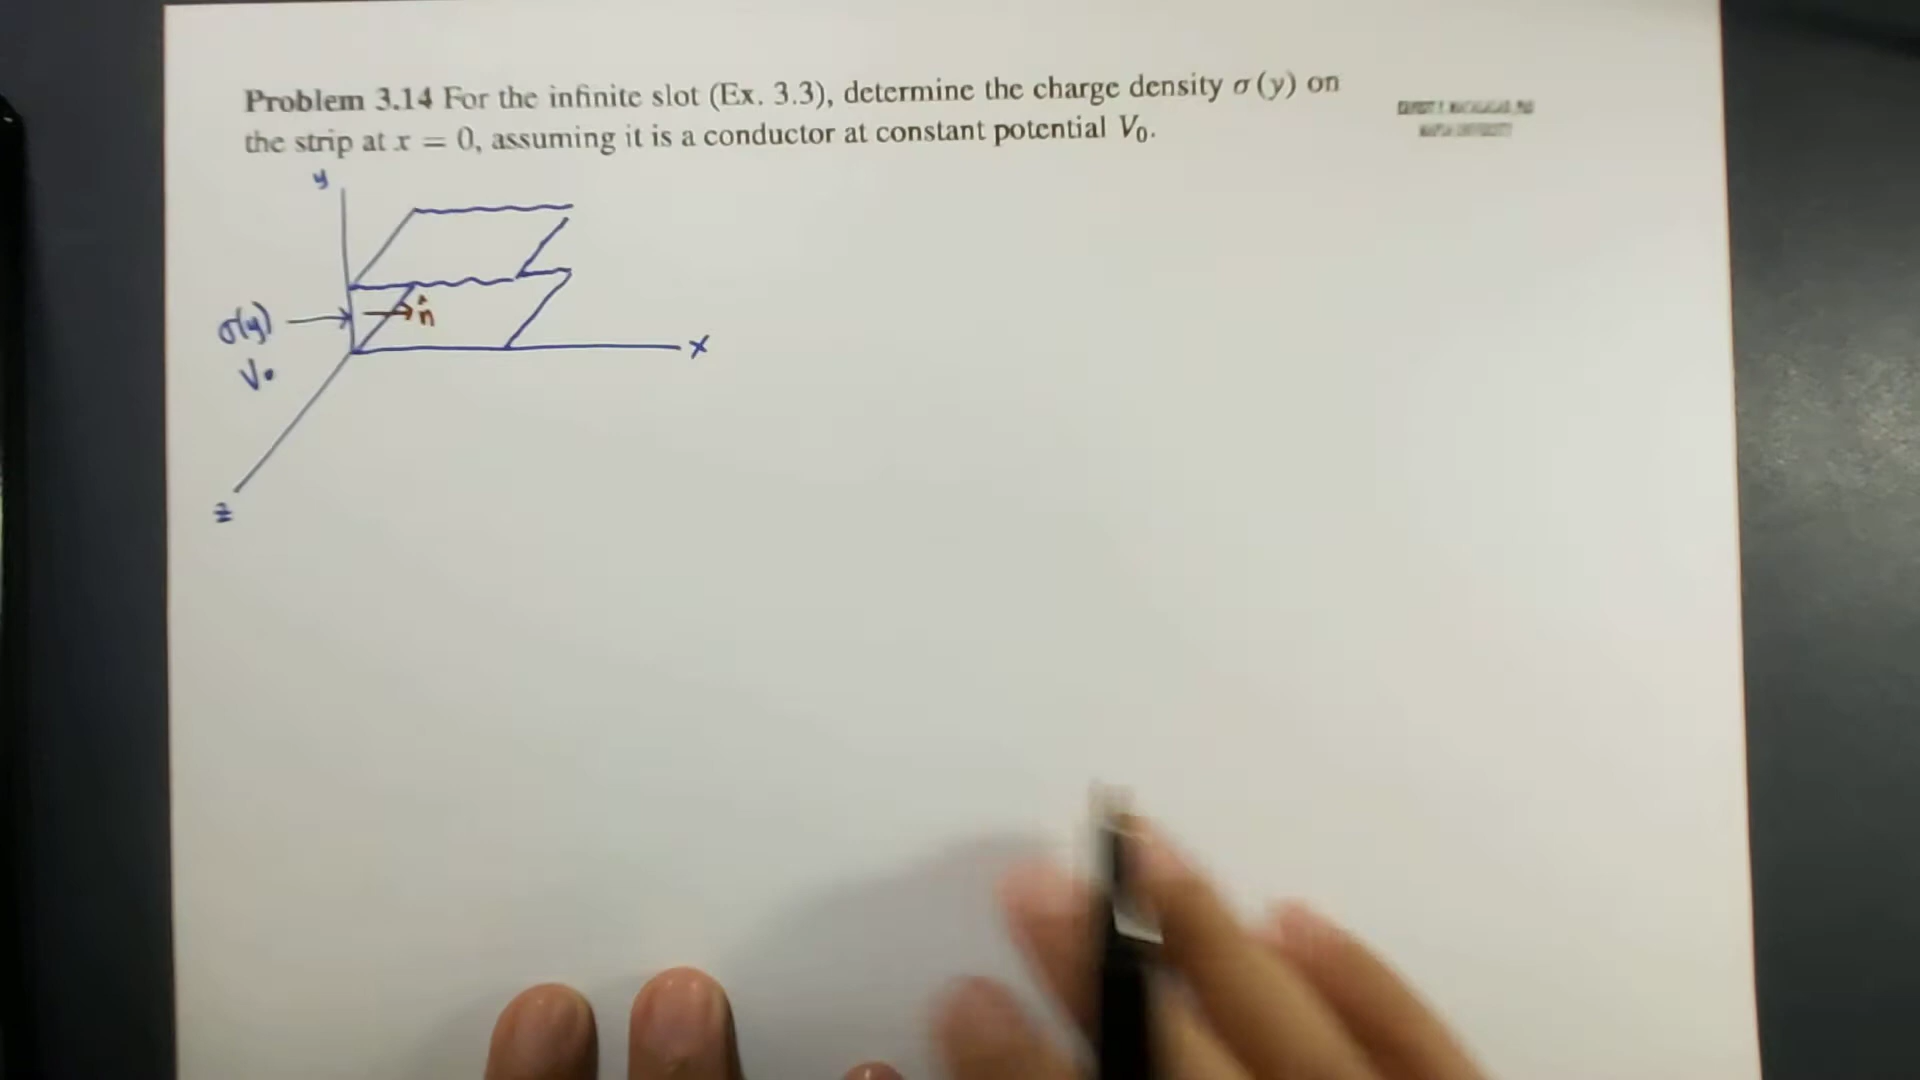 Problem 3.14 For the infinite slot (Ex. 3.3), determine the charge density σ(y) on
the strip at x = 0, assuming it is a conductor at constant potential V₀.
y
σ(y)
n̂
V₀
x
z